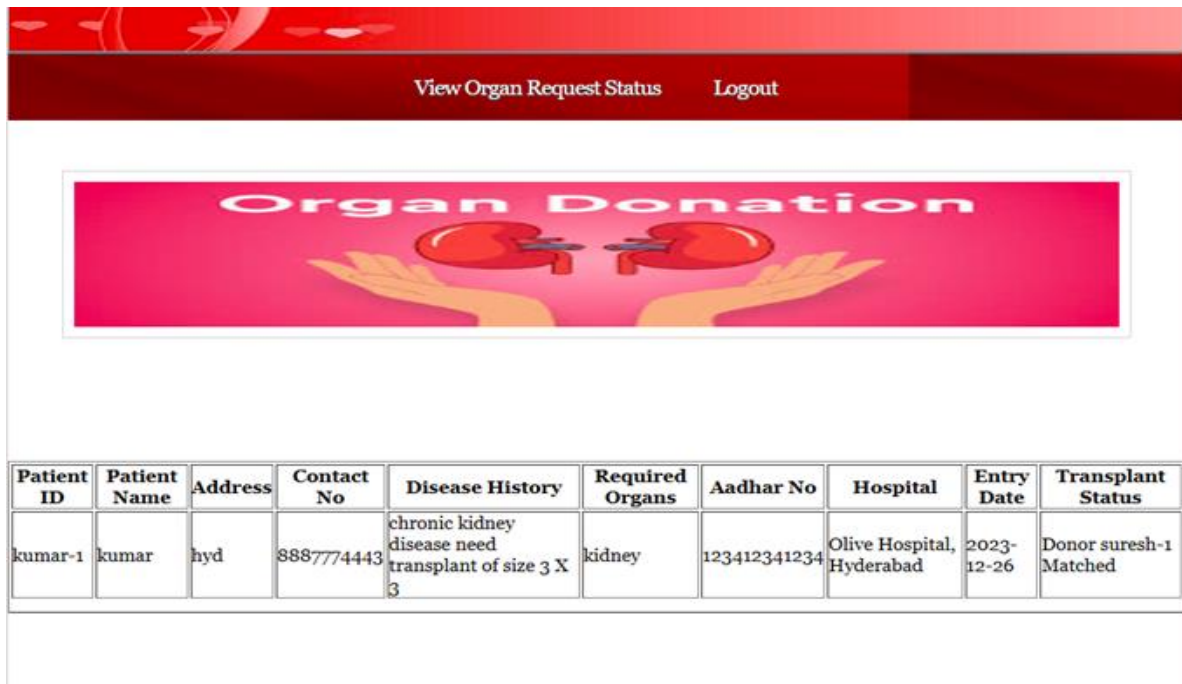 View Organ Request Status Logout
Organ Donation
Patient ID Patient Name Address Contact No Disease History Required Organs Aadhar No Hospital Entry Date Transplant Status
kumar-1 kumar hyd 8887774443 chronic kidney disease need transplant of size 3 X 3 kidney 123412341234 Olive Hospital, Hyderabad 2023-12-26 Donor suresh-1 Matched